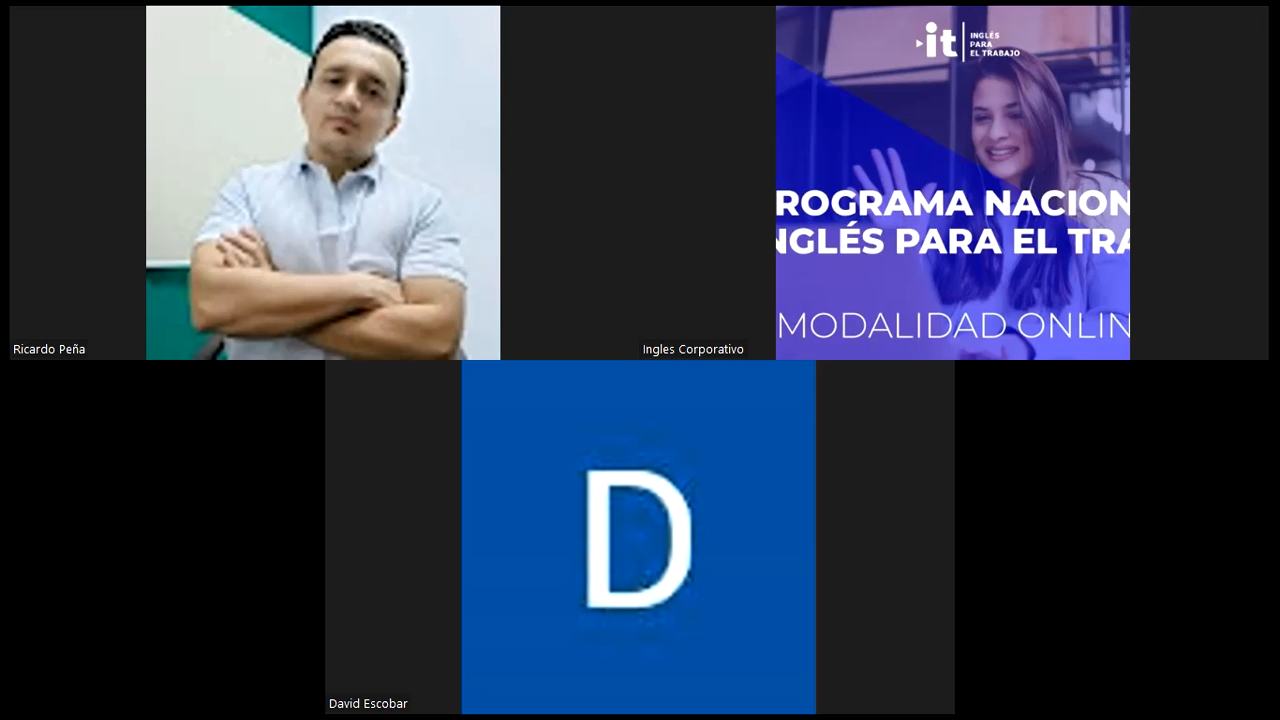 it
INGLÉS
PARA
EL TRABAJO
ROGRAMA NACION
NGLÉS PARA EL TRA
MODALIDAD ONLIN
Ricardo Peña
Ingles Corporativo
D
David Escobar